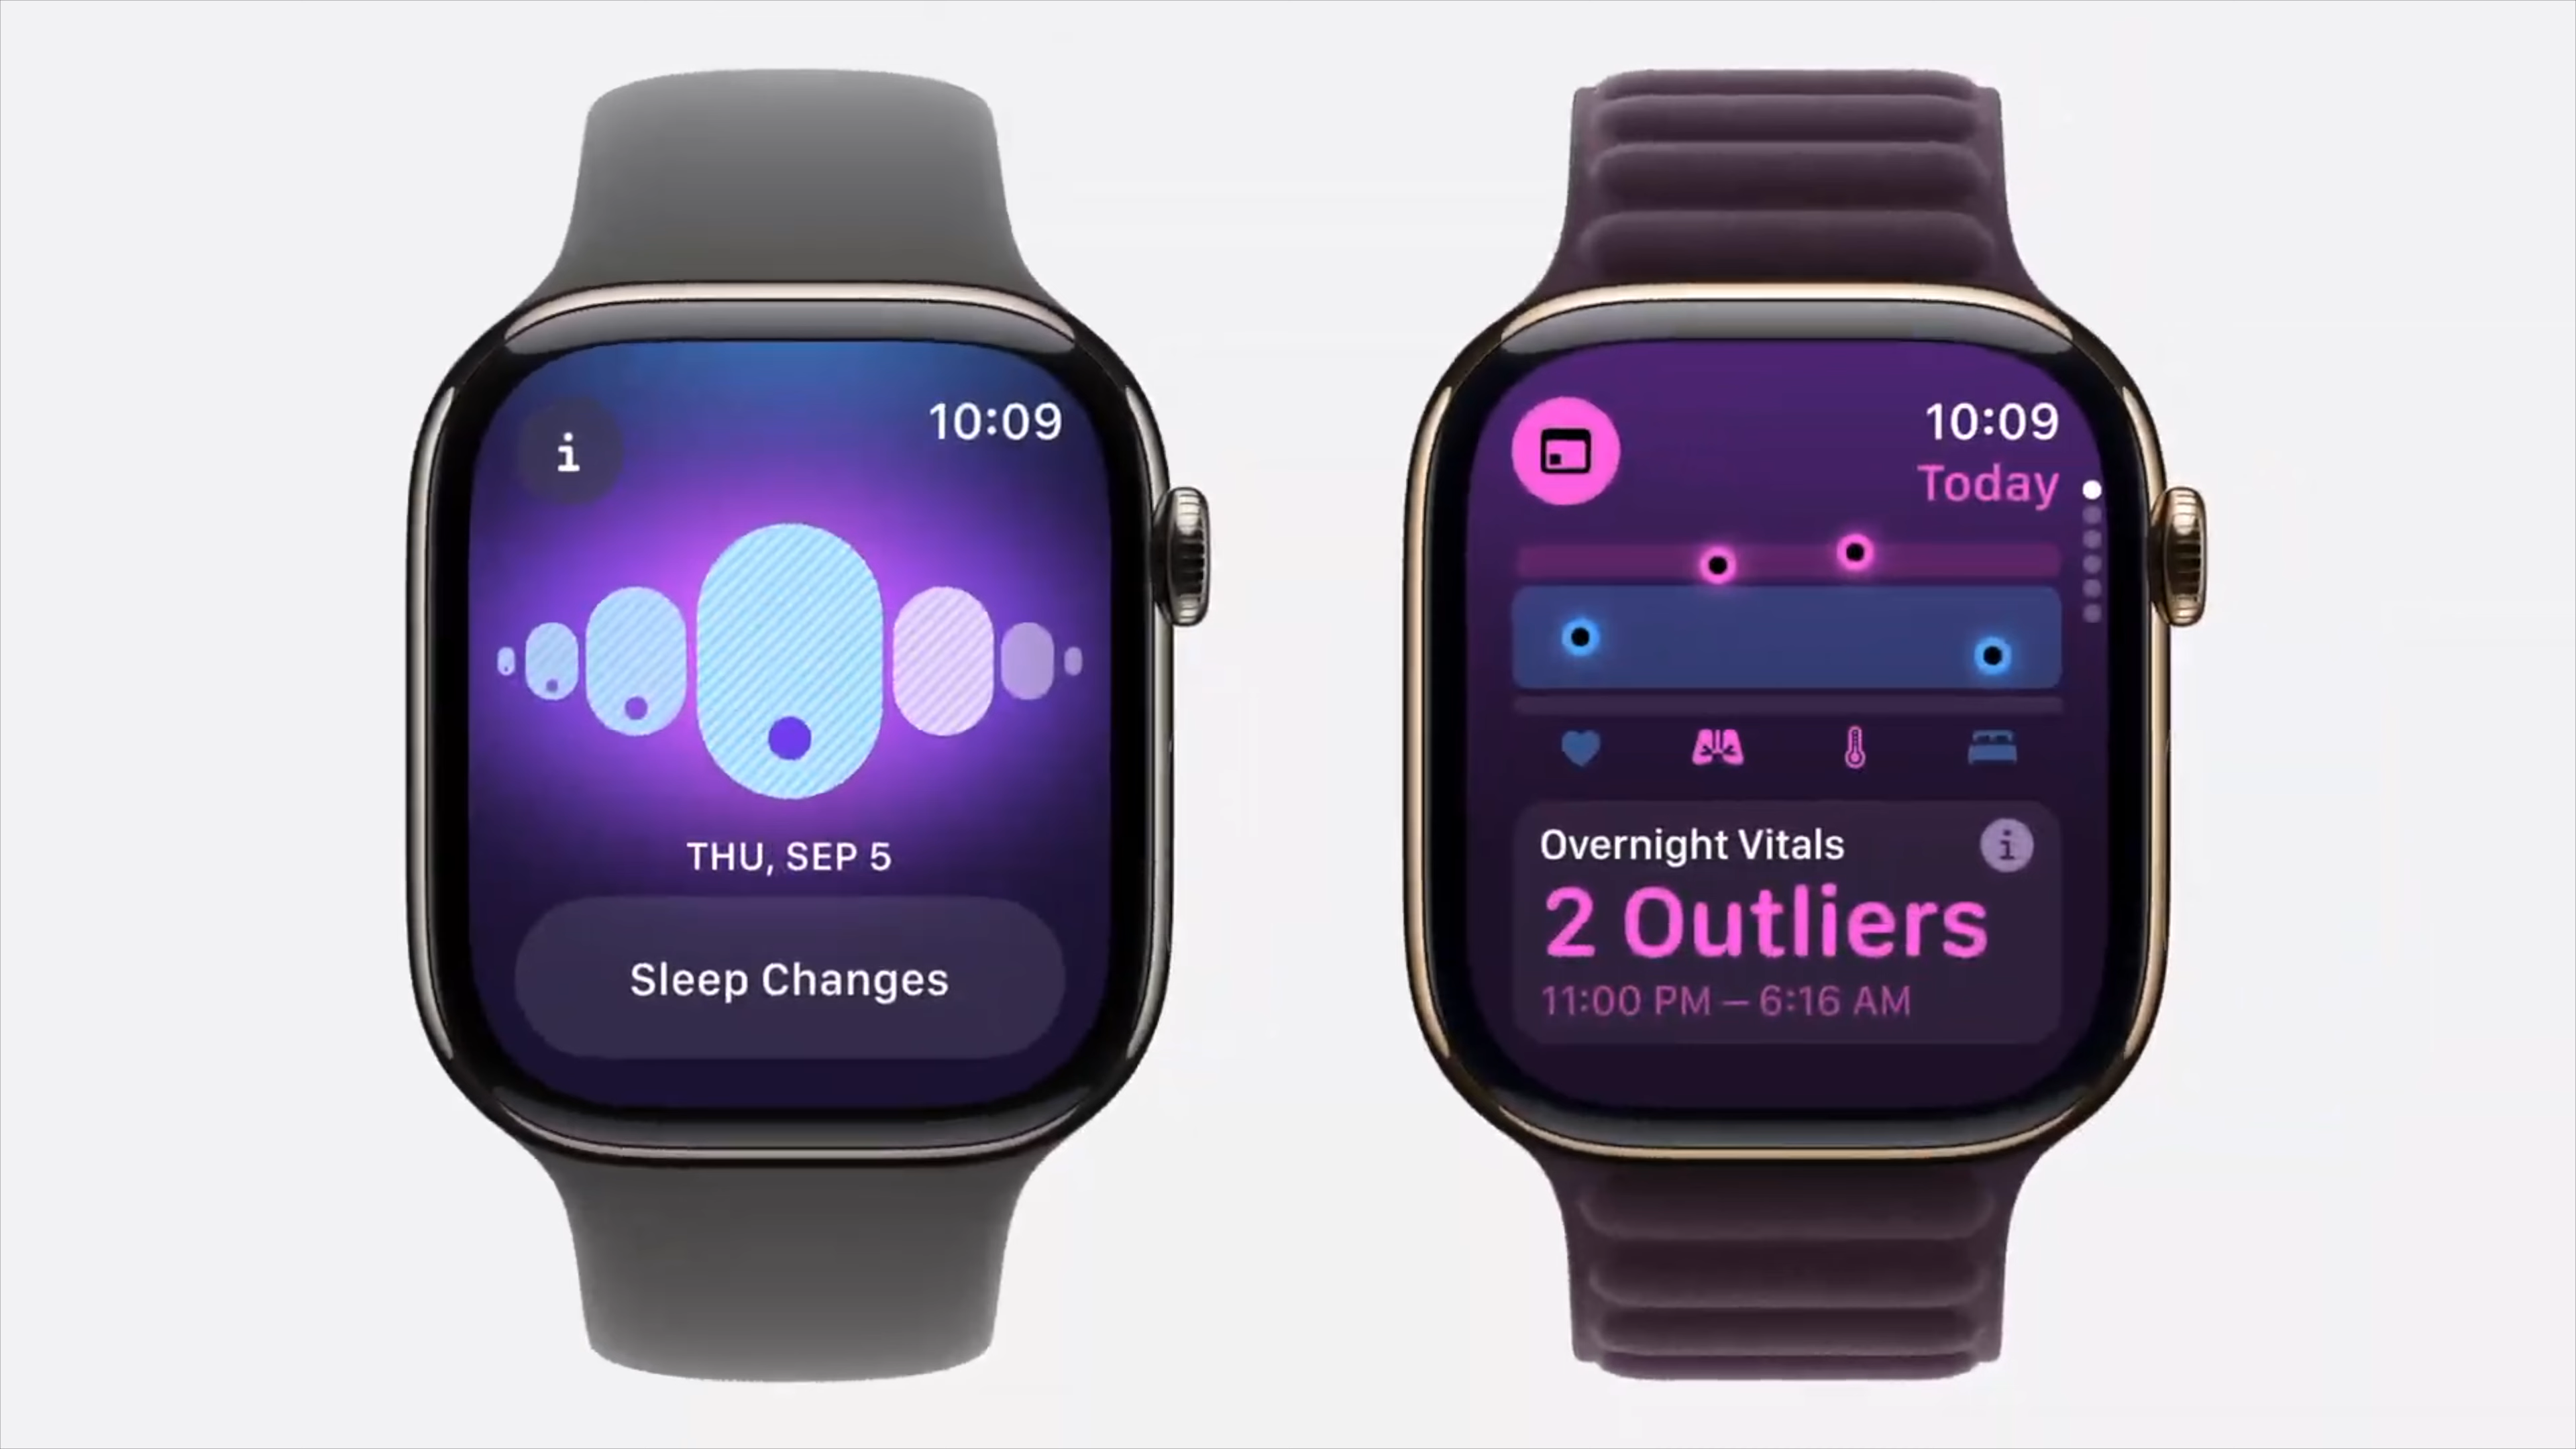 10:09
THU, SEP 5
Sleep Changes
10:09
Today
Overnight Vitals
2 Outliers
11:00 PM – 6:16 AM